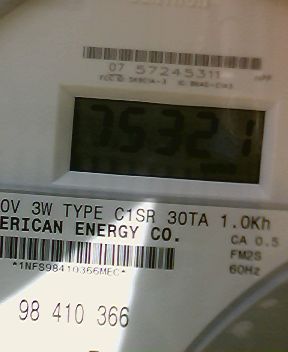 07 57245311
75321
0V 3W TYPE C1SR 30TA 1.0Kh
ERICAN ENERGY CO.
CA 0.5
FM2S
*1NFS98410366MEC*
60Hz
98 410 366